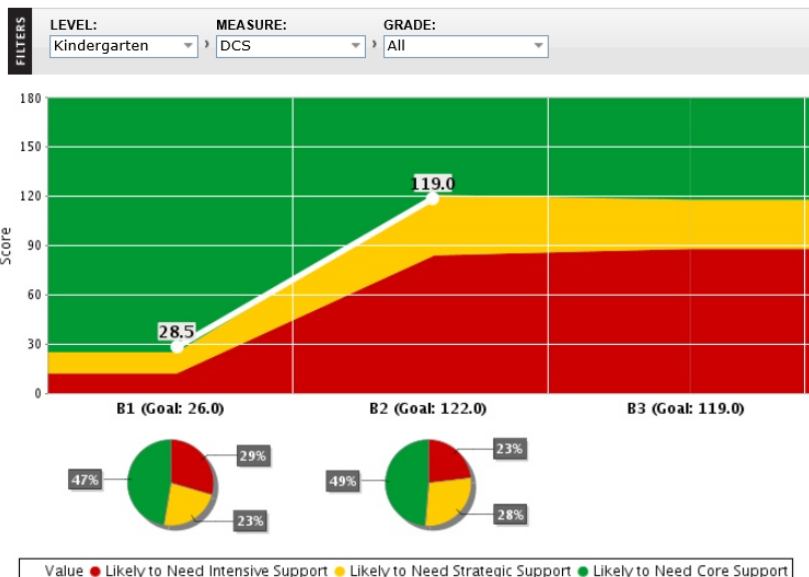 FILTERS
LEVEL: MEASURE: GRADE:
Kindergarten › DCS › All
180
150
120
90
60
30
0
Score
119.0
28.5
B1 (Goal: 26.0) B2 (Goal: 122.0) B3 (Goal: 119.0)
47% 29% 23%
49% 23% 28%
Value Likely to Need Intensive Support Likely to Need Strategic Support Likely to Need Core Support